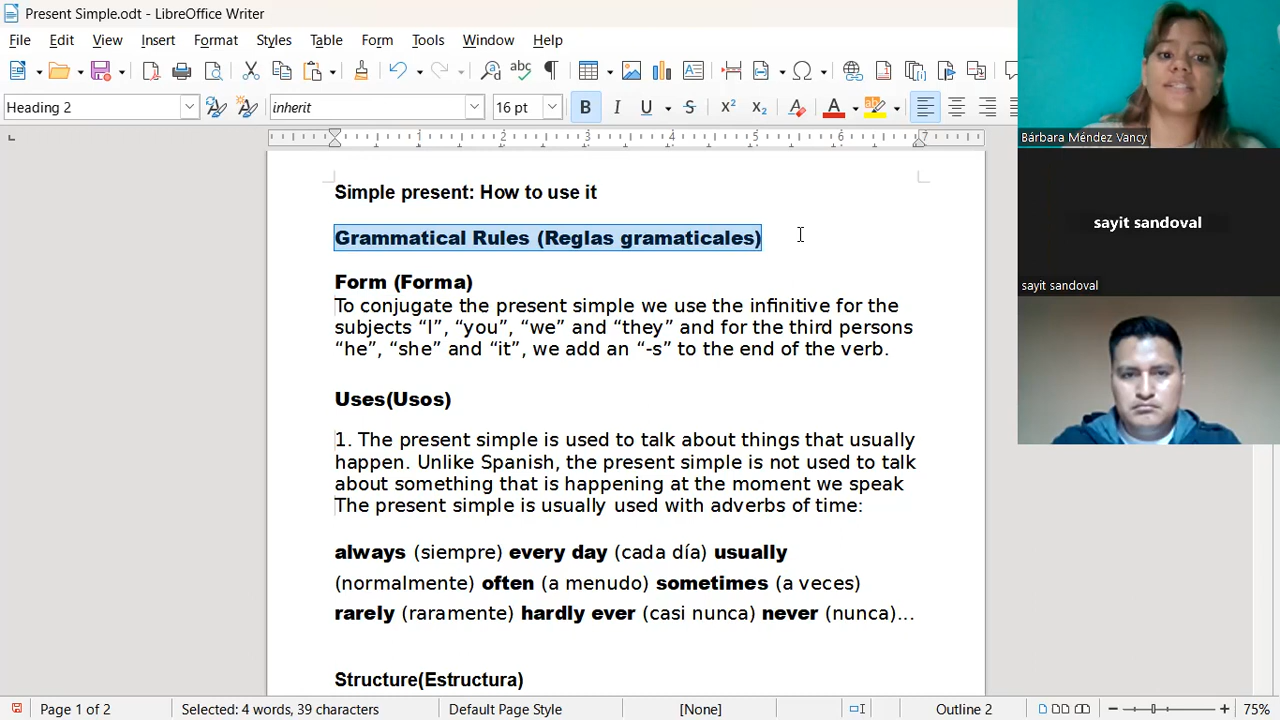 Present Simple.odt - LibreOffice Writer
File Edit View Insert Format Styles Table Form Tools Window Help
Heading 2 inherit 16 pt
1 2 3 4 5 6 7
Simple present: How to use it
Grammatical Rules (Reglas gramaticales)
Form (Forma)
To conjugate the present simple we use the infinitive for the
subjects “I”, “you”, “we” and “they” and for the third persons
“he”, “she” and “it”, we add an “-s” to the end of the verb.
Uses(Usos)
1. The present simple is used to talk about things that usually
happen. Unlike Spanish, the present simple is not used to talk
about something that is happening at the moment we speak
The present simple is usually used with adverbs of time:
always (siempre) every day (cada día) usually
(normalmente) often (a menudo) sometimes (a veces)
rarely (raramente) hardly ever (casi nunca) never (nunca)...
Structure(Estructura)
Page 1 of 2 Selected: 4 words, 39 characters Default Page Style [None] Outline 2 75%
Bárbara Méndez Vancy
sayit sandoval
sayit sandoval